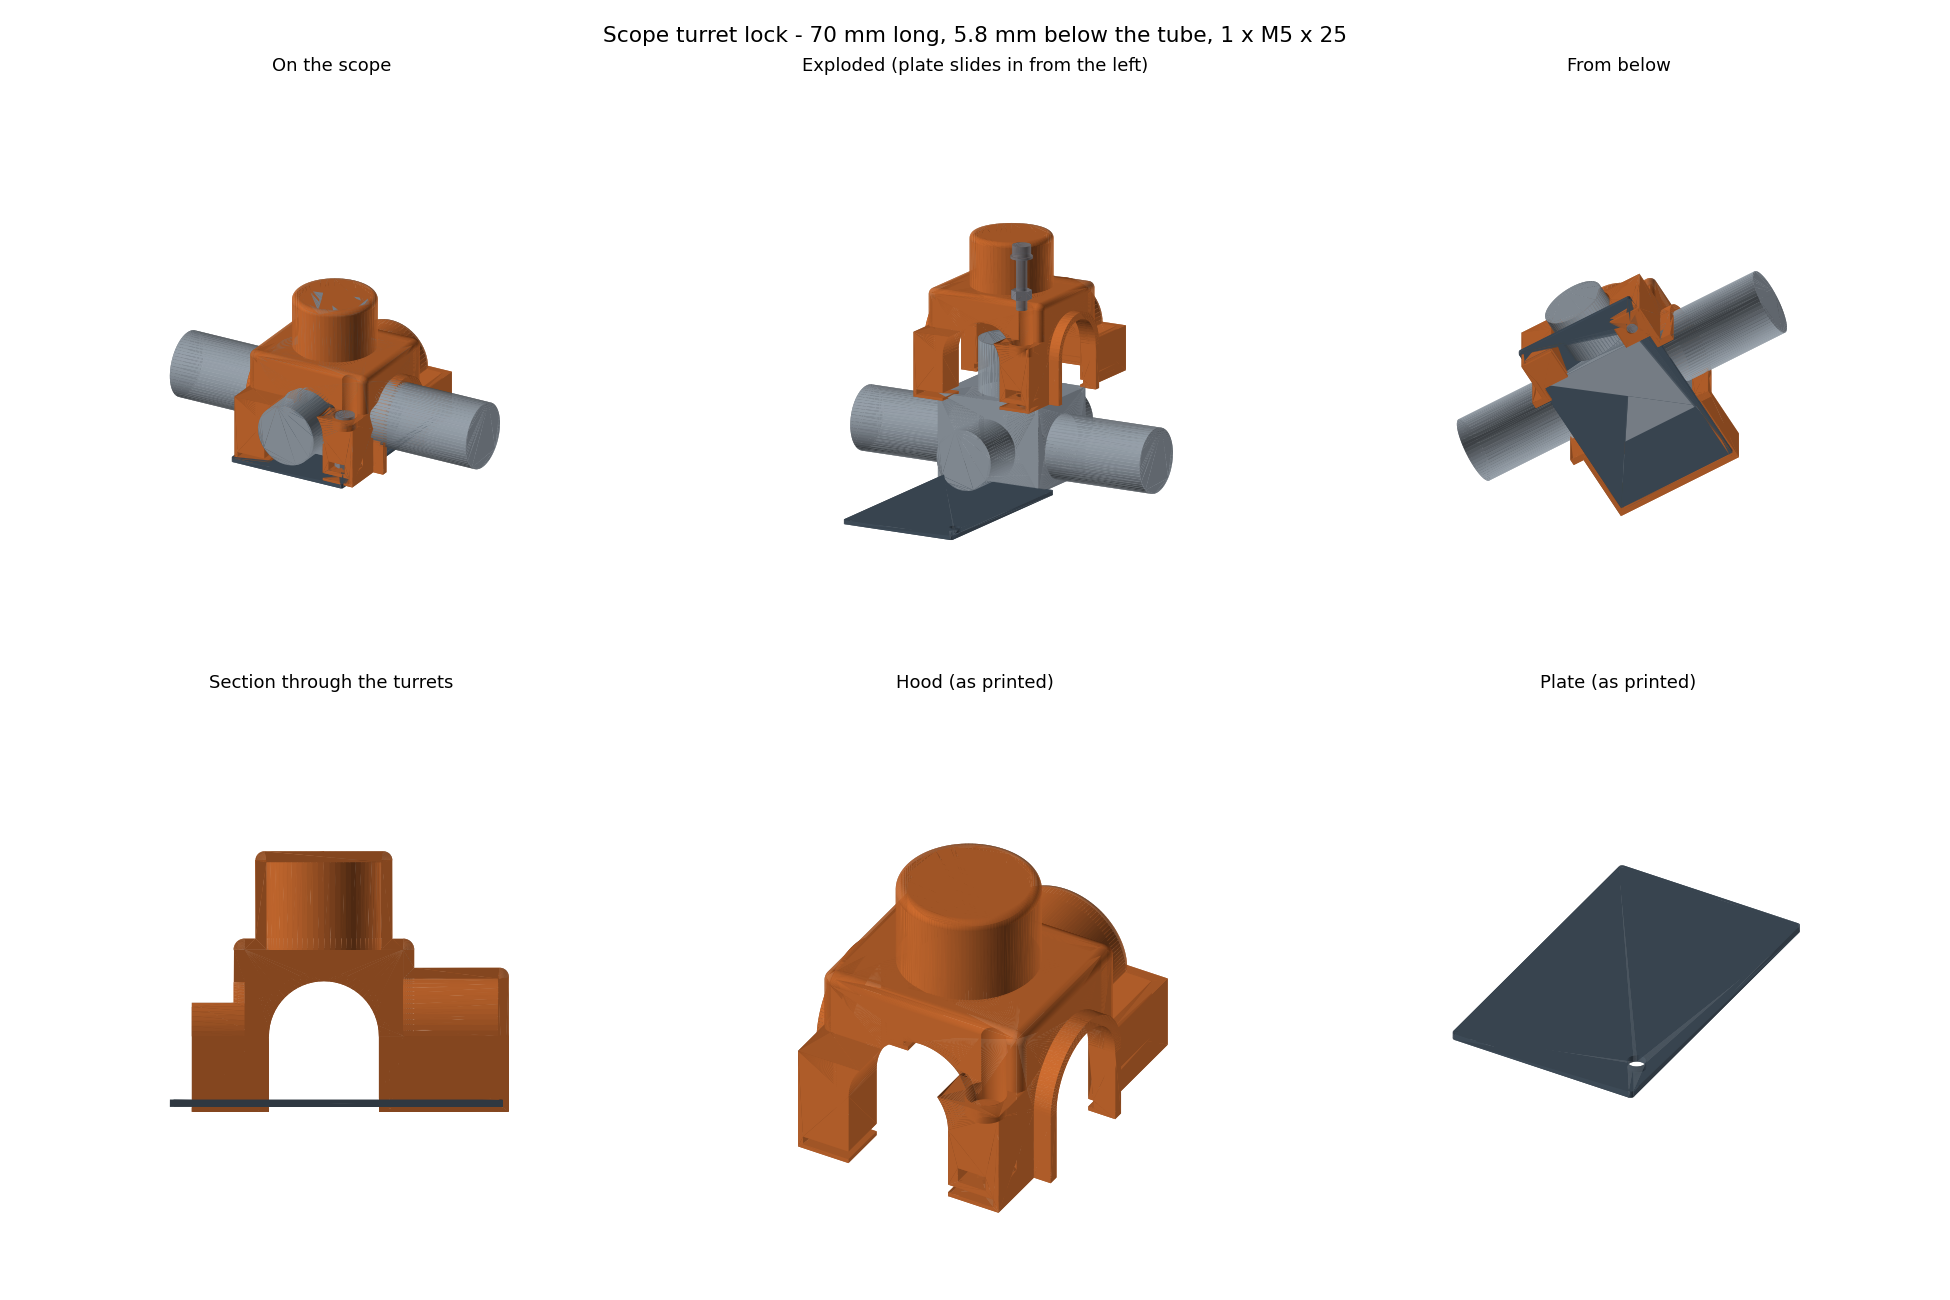 Scope turret lock - 70 mm long, 5.8 mm below the tube, 1 x M5 x 25
On the scope
Exploded (plate slides in from the left)
From below
Section through the turrets
Hood (as printed)
Plate (as printed)